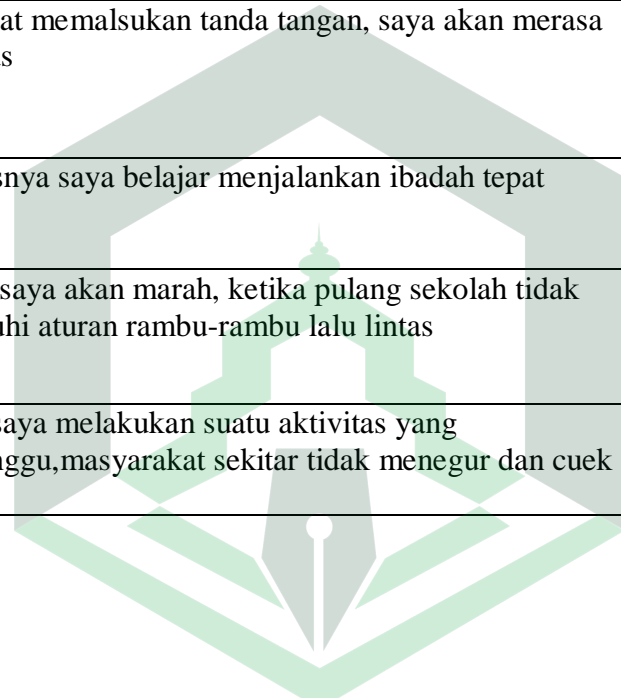 at memalsukan tanda tangan, saya akan merasa
s
snya saya belajar menjalankan ibadah tepat
saya akan marah, ketika pulang sekolah tidak
uhi aturan rambu-rambu lalu lintas
saya melakukan suatu aktivitas yang
nggu,masyarakat sekitar tidak menegur dan cuek